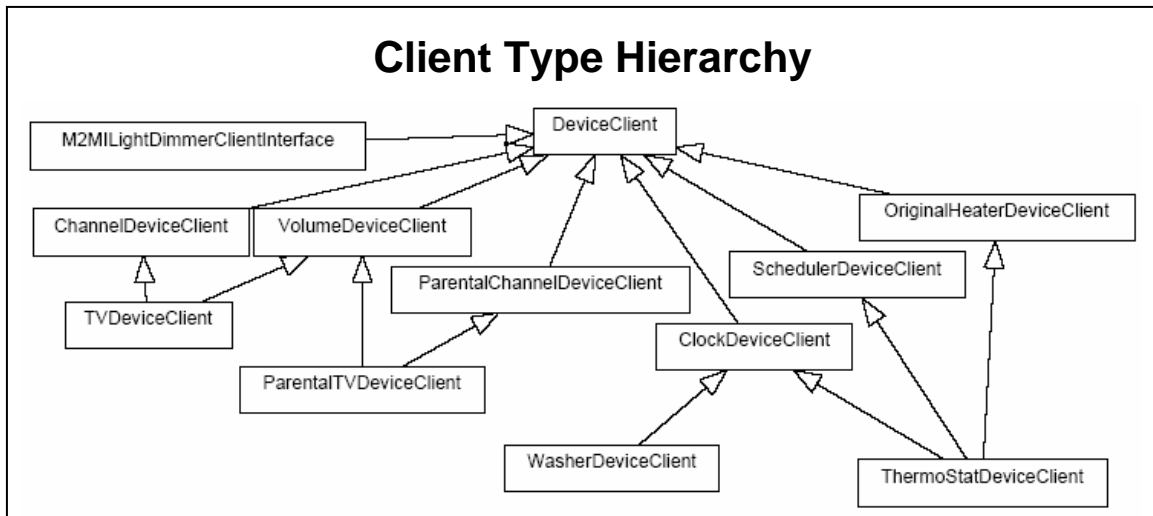 Client Type Hierarchy
DeviceClient
M2MILightDimmerClientInterface
ChannelDeviceClient
VolumeDeviceClient
OriginalHeaterDeviceClient
ParentalChannelDeviceClient
SchedulerDeviceClient
TVDeviceClient
ClockDeviceClient
ParentalTVDeviceClient
WasherDeviceClient
ThermoStatDeviceClient